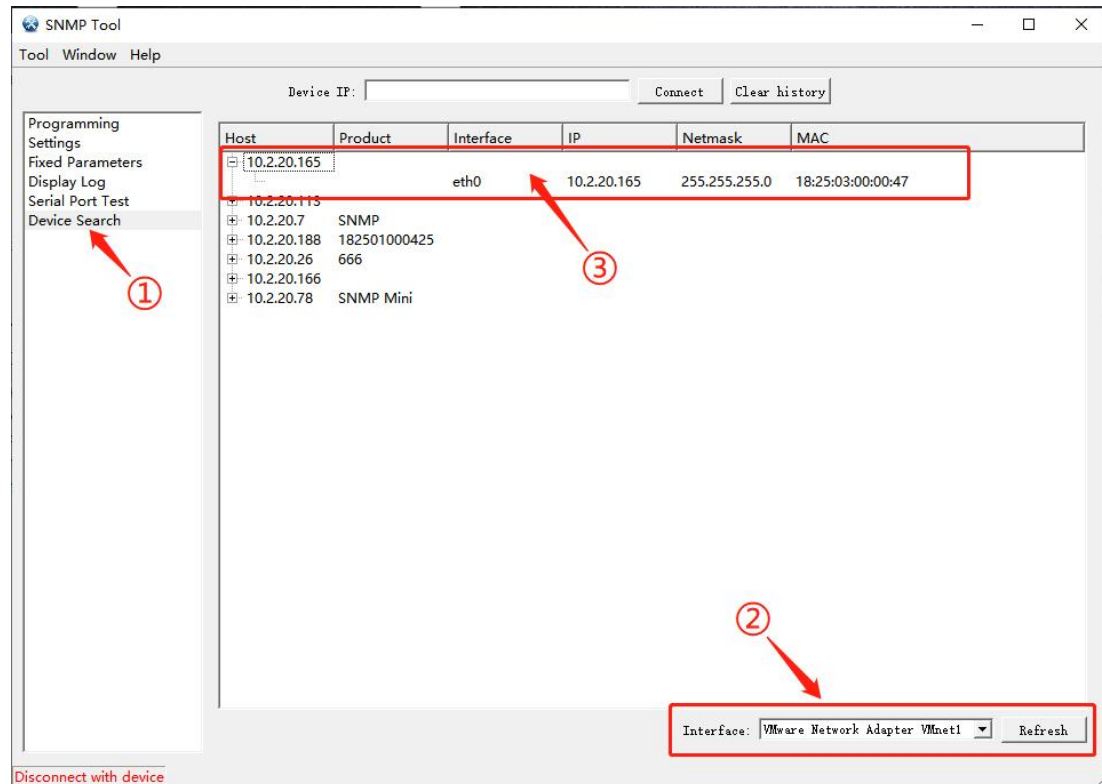 SNMP Tool
Tool Window Help
Device IP: Connect Clear history
Programming
Settings
Fixed Parameters
Display Log
Serial Port Test
Device Search
①
Host Product Interface IP Netmask MAC
10.2.20.165
eth0 10.2.20.165 255.255.255.0 18:25:03:00:00:47
10.2.20.113
10.2.20.7 SNMP
10.2.20.188 182501000425
10.2.20.26 666
10.2.20.166
10.2.20.78 SNMP Mini
③
②
Interface: VMware Network Adapter VMnet1 Refresh
Disconnect with device